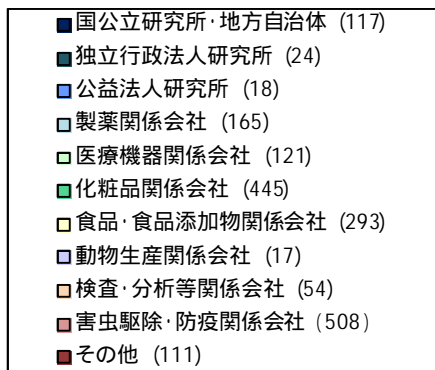 国公立研究所・地方自治体 (117)
独立行政法人研究所 (24)
公益法人研究所 (18)
製薬関係会社 (165)
医療機器関係会社 (121)
化粧品関係会社 (445)
食品・食品添加物関係会社 (293)
動物生産関係会社 (17)
検査・分析等関係会社 (54)
害虫駆除・防疫関係会社 (508)
その他 (111)